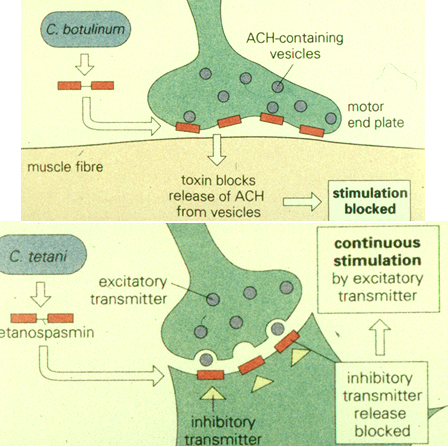 C. botulinum
ACH-containing
vesicles
motor
end plate
muscle fibre
toxin blocks
release of ACH
from vesicles
stimulation
blocked
C. tetani
excitatory
transmitter
etanospasmin
continuous
stimulation
by excitatory
transmitter
inhibitory
transmitter
inhibitory
transmitter
release
blocked